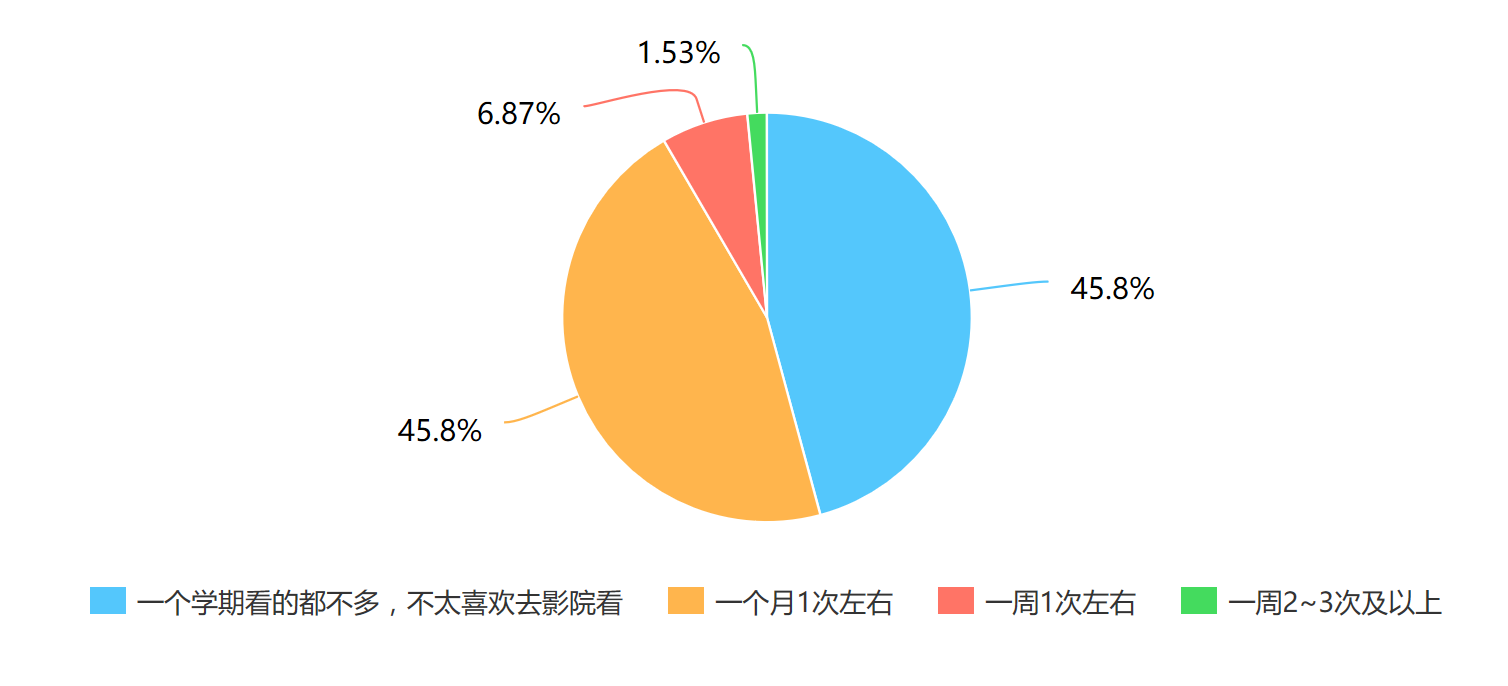 1.53%
6.87%
45.8%
45.8%
一个学期看的都不多，不太喜欢去影院看
一个月1次左右
一周1次左右
一周2~3次及以上